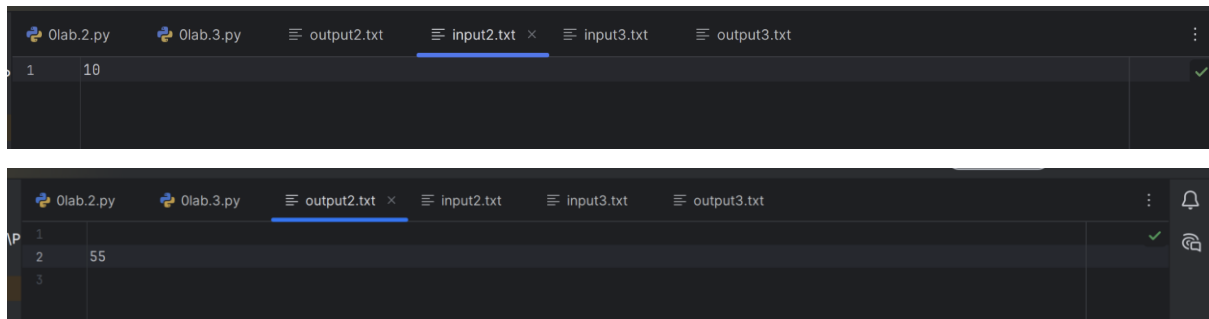 0lab.2.py 0lab.3.py output2.txt input2.txt × input3.txt output3.txt
1 10
0lab.2.py 0lab.3.py output2.txt × input2.txt input3.txt output3.txt
\P 1
2 55
3